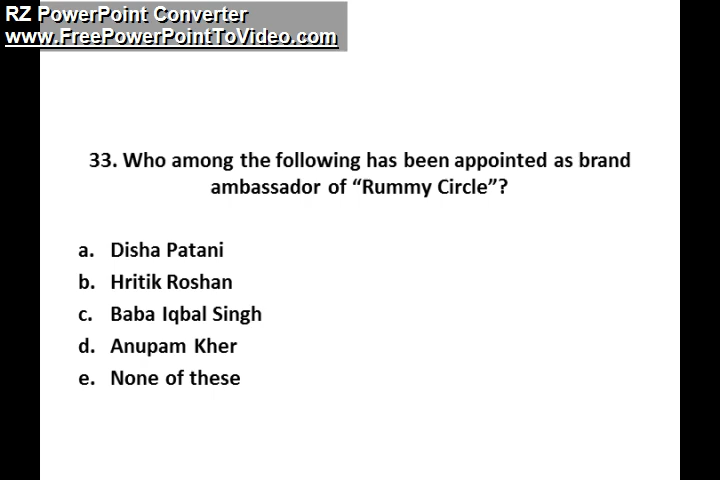 RZ PowerPoint Converter
www.FreePowerPointToVideo.com
33. Who among the following has been appointed as brand
ambassador of “Rummy Circle”?
a. Disha Patani
b. Hritik Roshan
c. Baba Iqbal Singh
d. Anupam Kher
e. None of these